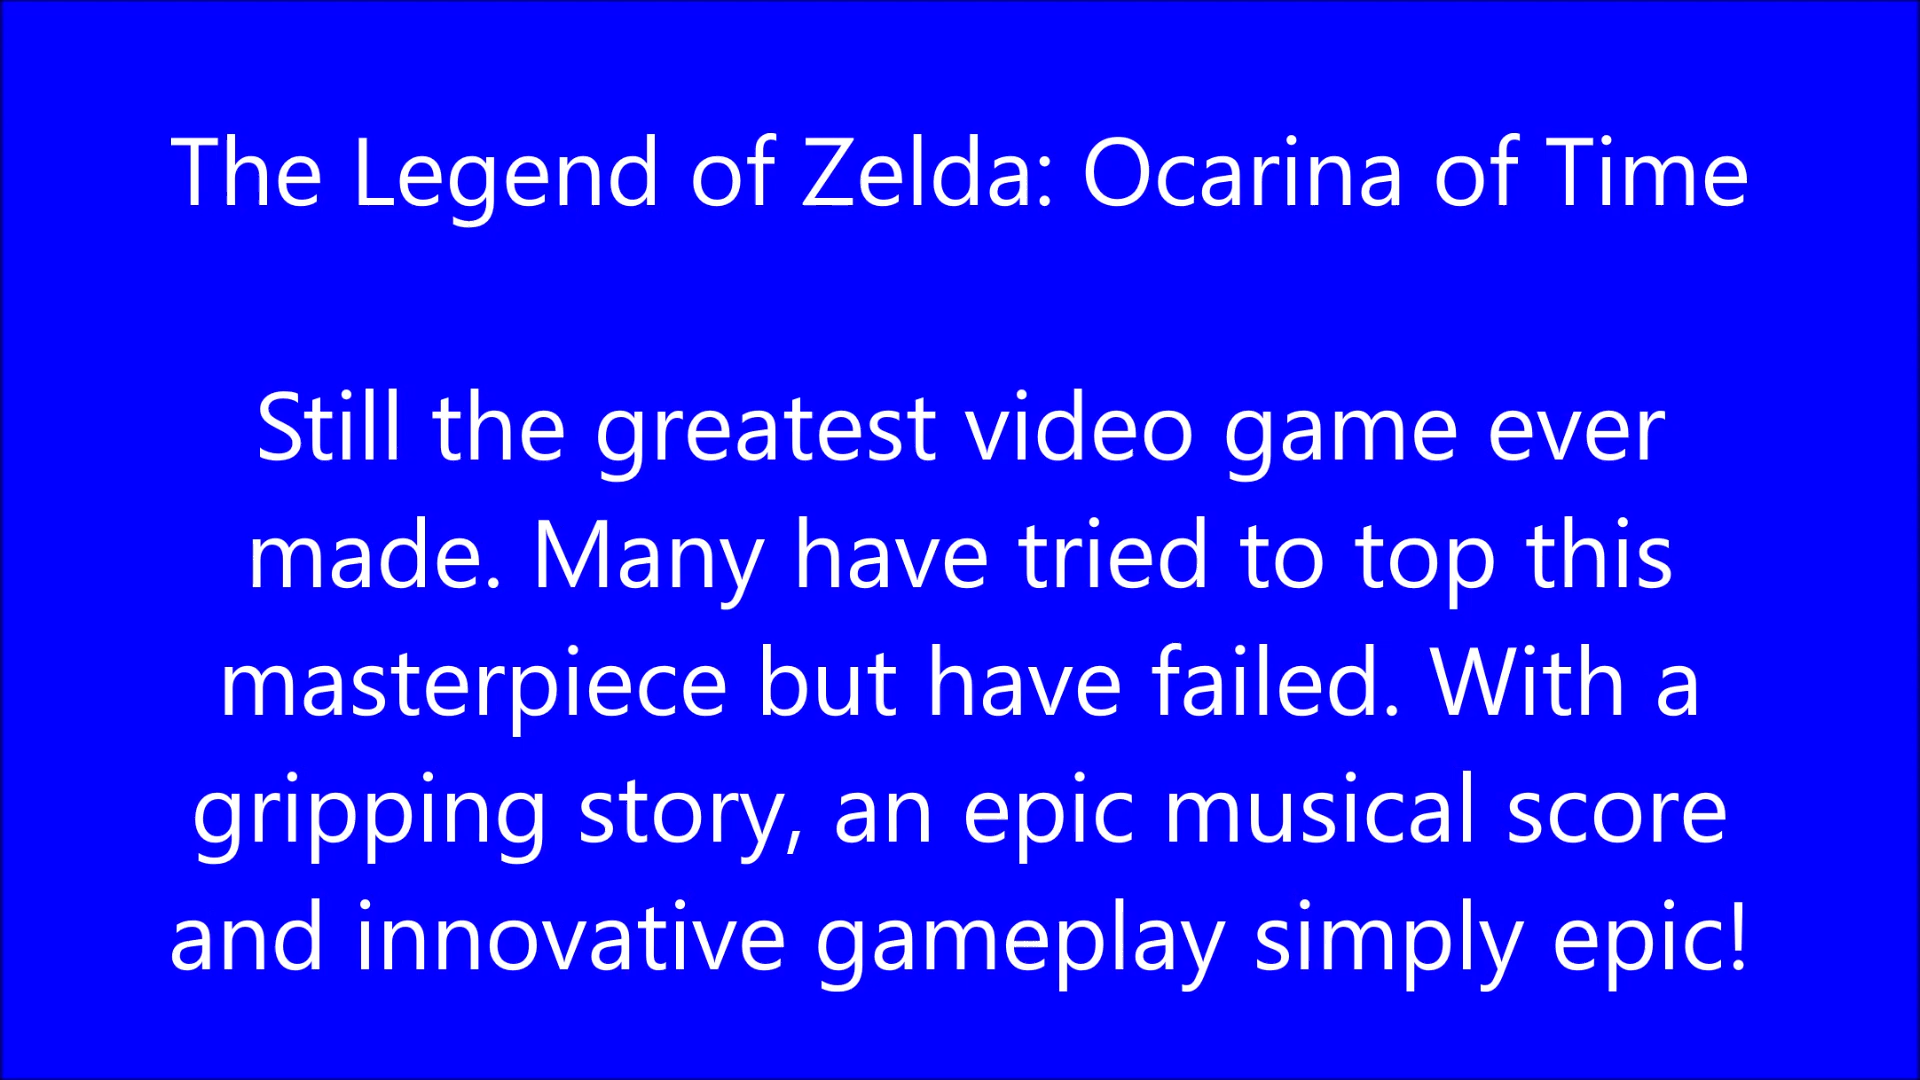 The Legend of Zelda: Ocarina of Time
Still the greatest video game ever
made. Many have tried to top this
masterpiece but have failed. With a
gripping story, an epic musical score
and innovative gameplay simply epic!